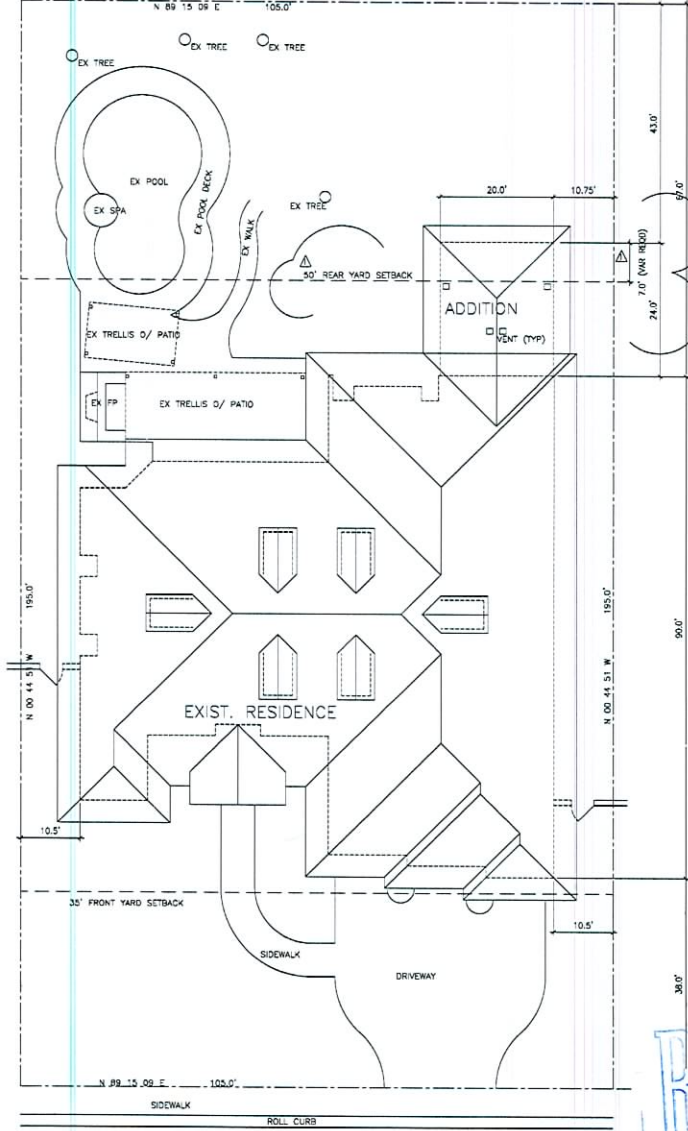 N 89 15 09 E 105.0'
EX TREE
EX TREE
EX TREE
43.0'
67.0'
EX POOL
EX SPA
EX POOL DECK
EX WALK
EX TREE
20.0'
10.75'
50' REAR YARD SETBACK
7.0' (VAR REQD)
24.0'
ADDITION
VENT (TYP)
EX TRELLIS O/ PATIO
EX FP
EX TRELLIS O/ PATIO
N 00 44 51 W 195.0'
N 00 44 51 W 195.0'
90.0'
EXIST. RESIDENCE
10.5'
35' FRONT YARD SETBACK
10.5'
SIDEWALK
DRIVEWAY
38.0'
N 89 15 09 E 105.0'
SIDEWALK
ROLL CURB